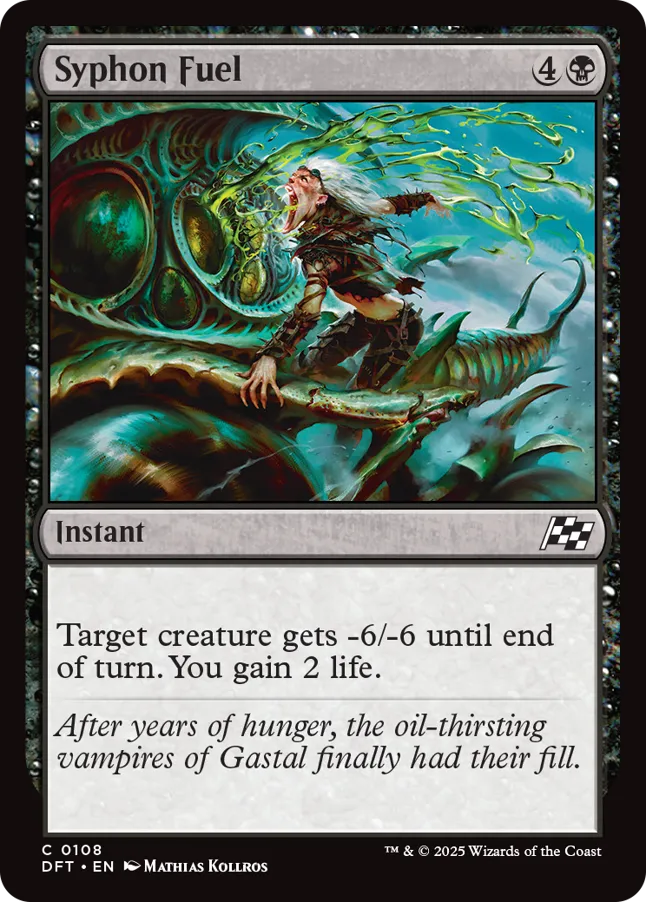 Syphon Fuel 4
Instant
Target creature gets -6/-6 until end
of turn. You gain 2 life.
After years of hunger, the oil-thirsting
vampires of Gastal finally had their fill.
C 0108
DFT • EN Mathias Kollros
™ & © 2025 Wizards of the Coast